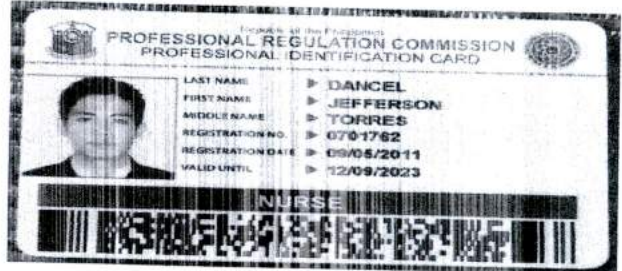 Republic of the Philippines
PROFESSIONAL REGULATION COMMISSION
PROFESSIONAL IDENTIFICATION CARD
LAST NAME ▶ DANCEL
FIRST NAME ▶ JEFFERSON
MIDDLE NAME ▶ TORRES
REGISTRATION NO. ▶ 0701762
REGISTRATION DATE ▶ 09/05/2011
VALID UNTIL ▶ 12/09/2023
NURSE